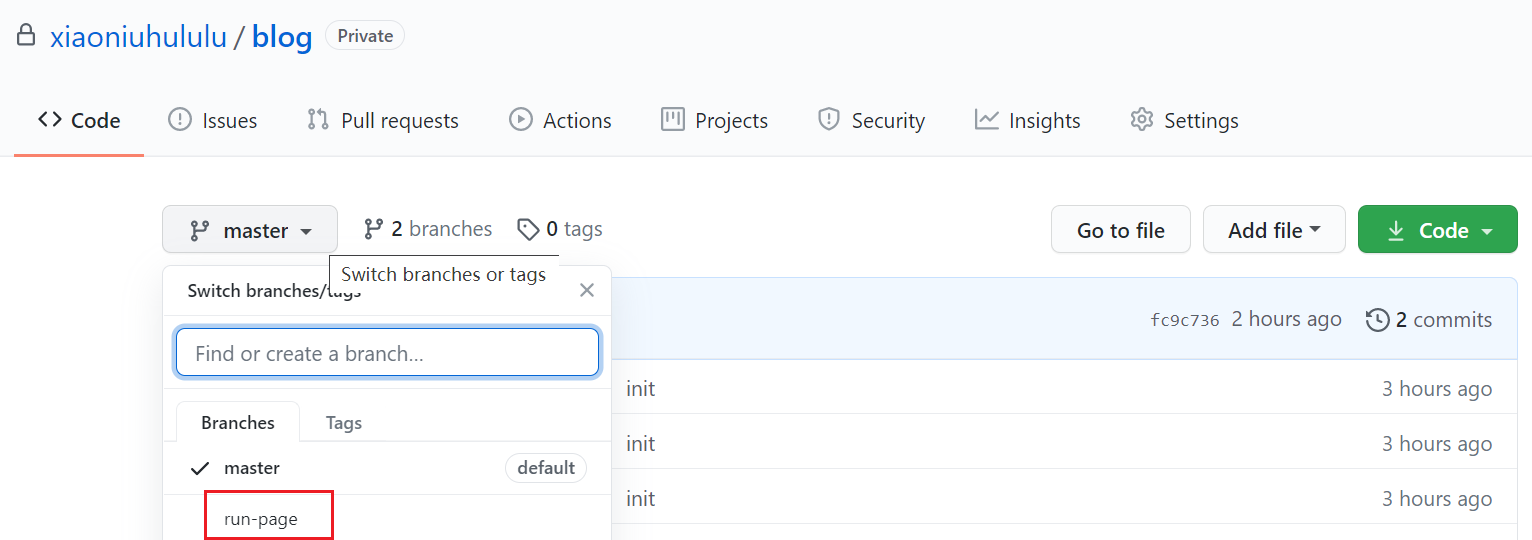 xiaoniuhululu / blog Private
Code Issues Pull requests Actions Projects Security Insights Settings
master 2 branches 0 tags Go to file Add file Code
Switch branches or tags
Switch branches/tags
fc9c736 2 hours ago 2 commits
Find or create a branch...
init 3 hours ago
Branches Tags
init 3 hours ago
master default
init 3 hours ago
run-page